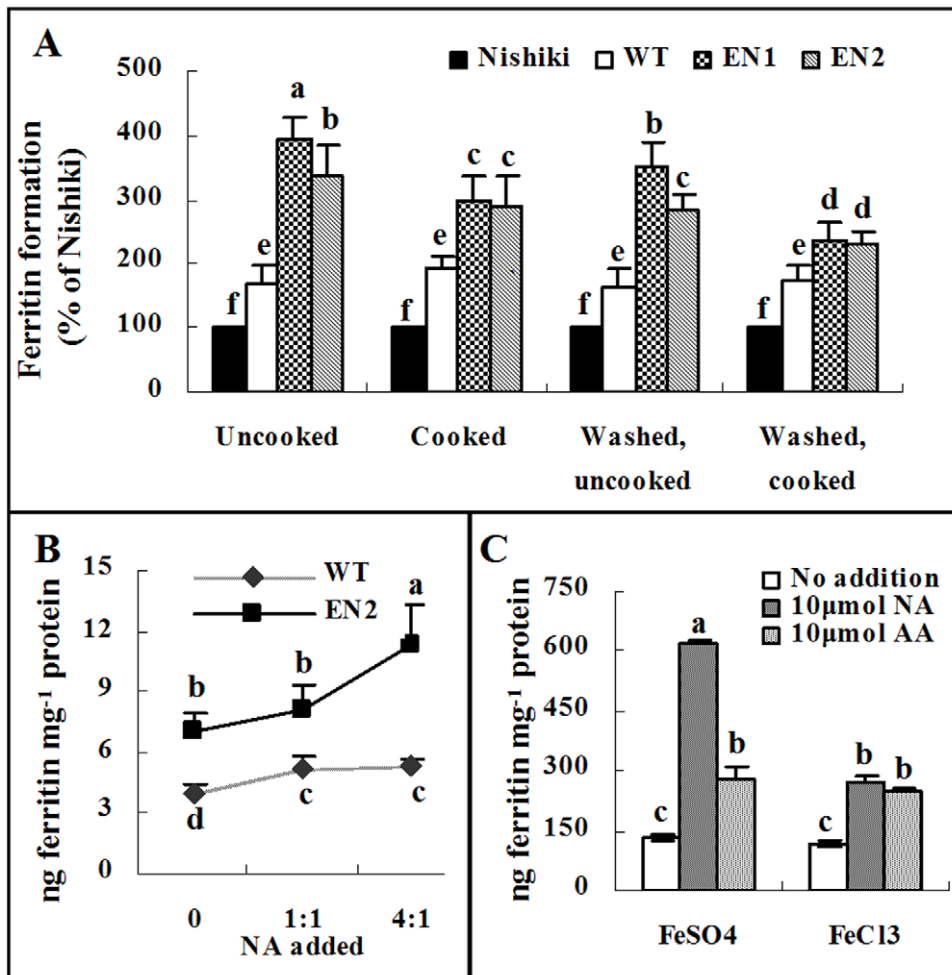 A
Nishiki WT EN1 EN2
Ferritin formation
(% of Nishiki)
500
400
300
200
100
0
f e a b
f e c c
f e b c
f e d d
Uncooked Cooked Washed, uncooked Washed, cooked
B
WT
EN2
ng ferritin mg⁻¹ protein
15
12
9
6
3
0
b b a
d c c
0 1:1 4:1
NA added
C
No addition
10µmol NA
10µmol AA
ng ferritin mg⁻¹ protein
750
600
450
300
150
0
c a b
c b b
FeSO4 FeCl3